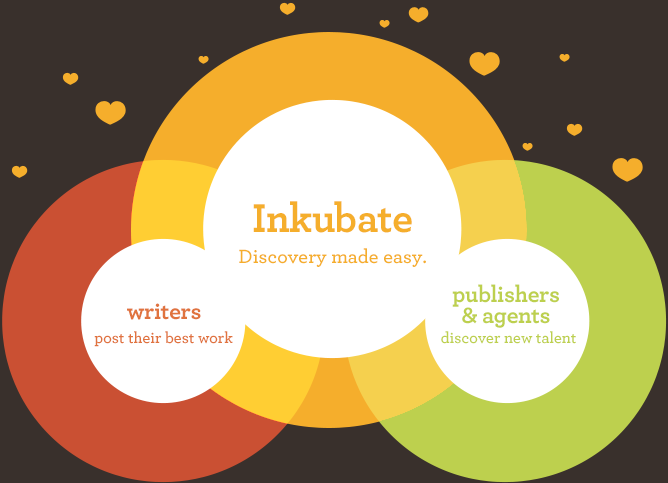 Inkubate
Discovery made easy.
writers
post their best work
publishers
& agents
discover new talent